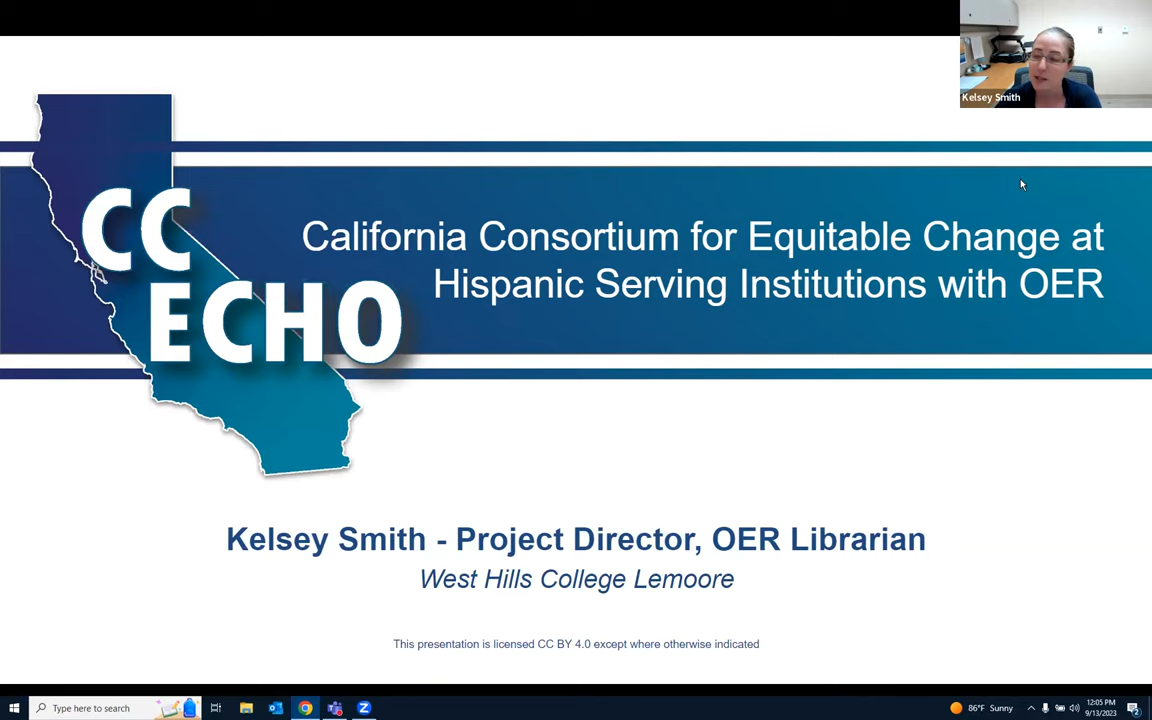 Kelsey Smith
CC
ECHO
California Consortium for Equitable Change at
Hispanic Serving Institutions with OER
Kelsey Smith - Project Director, OER Librarian
West Hills College Lemoore
This presentation is licensed CC BY 4.0 except where otherwise indicated
Type here to search
86°F Sunny
12:05 PM
9/13/2023
2